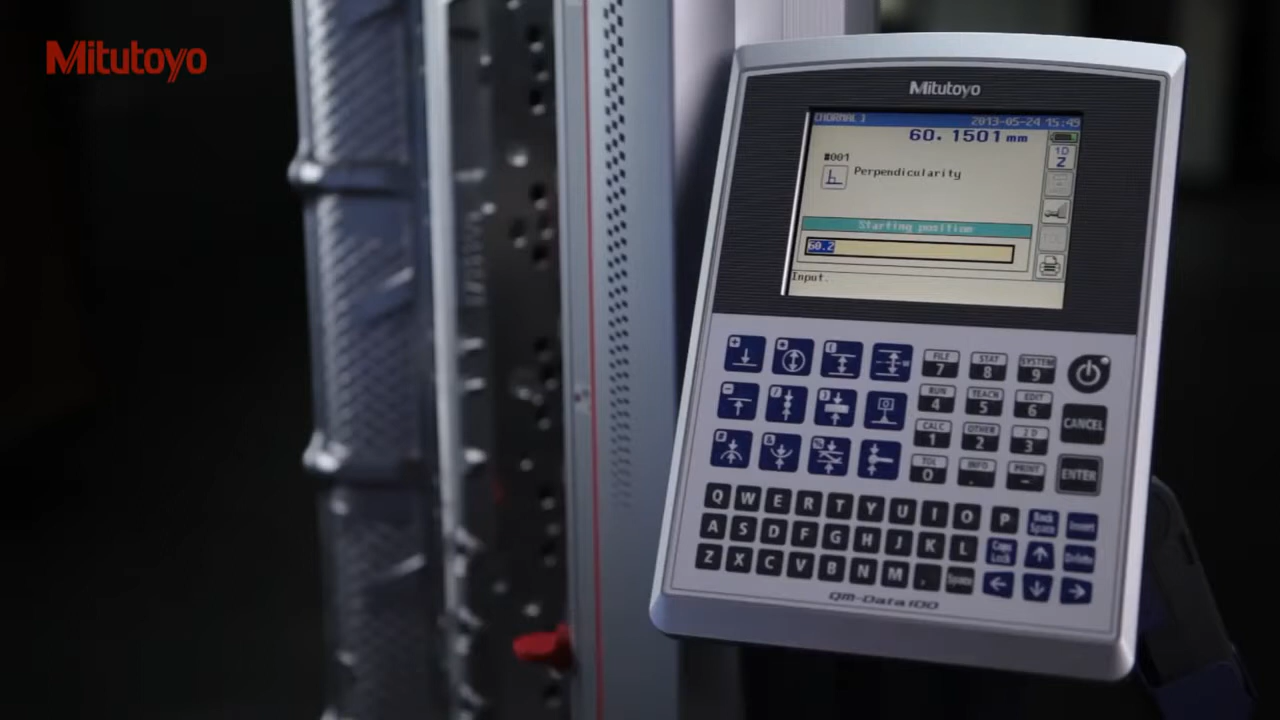 Mitutoyo
Mitutoyo
[NORMAL ] 2013-05-24 15:49
60.1501 mm
1D
Z
#001
Perpendicularity
Starting position
60.2
Input.
FILE STAT SYSTEM
7 8 9
RUN TEACH EDIT
4 5 6 CANCEL
CALC OTHER 2D
1 2 3
TOL INFO PRINT ENTER
0 . -
Q W E R T Y U I O P Back Space Insert
A S D F G H J K L Caps Lock Delete
Z X C V B N M , Space
QM-Data100